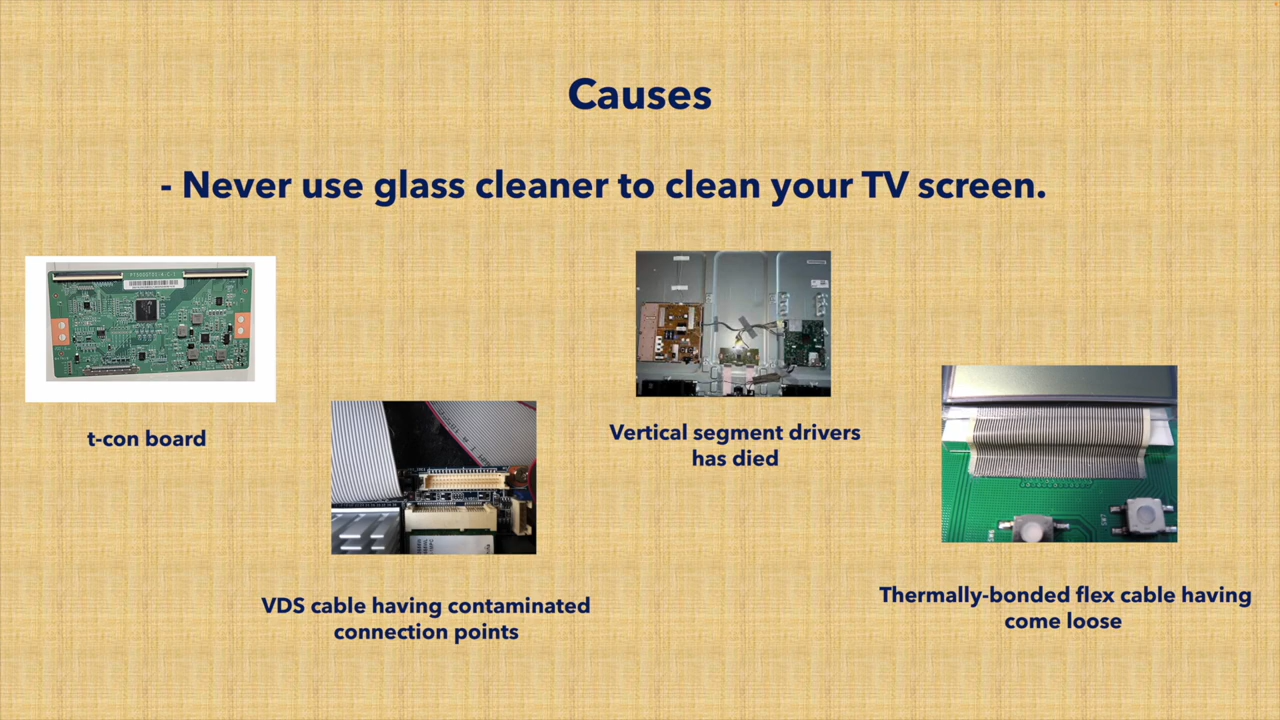 Causes
- Never use glass cleaner to clean your TV screen.
t-con board
VDS cable having contaminated
connection points
Vertical segment drivers
has died
Thermally-bonded flex cable having
come loose
SW7